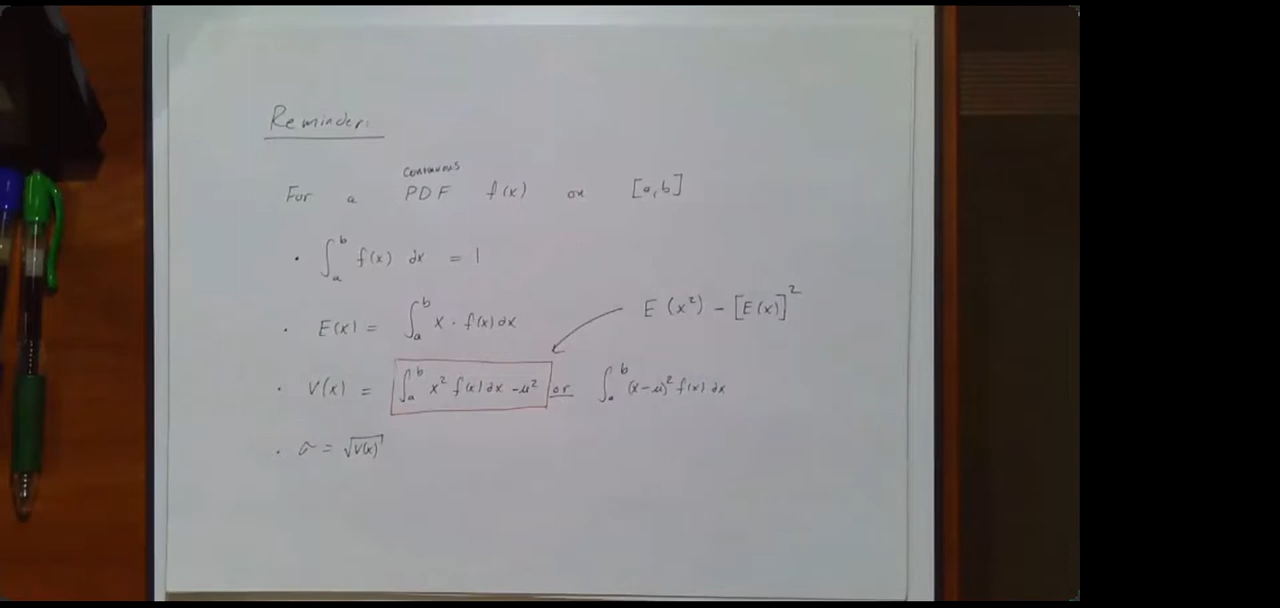 Reminder:
continuous
For a PDF f(x) on [a,b]
· ∫_a^b f(x) dx = 1
· E(x) = ∫_a^b x · f(x) dx
E(x²) - [E(x)]²
· V(x) = ∫_a^b x² f(x) dx - μ² or ∫_a^b (x-μ)² f(x) dx
· σ = √V(x)